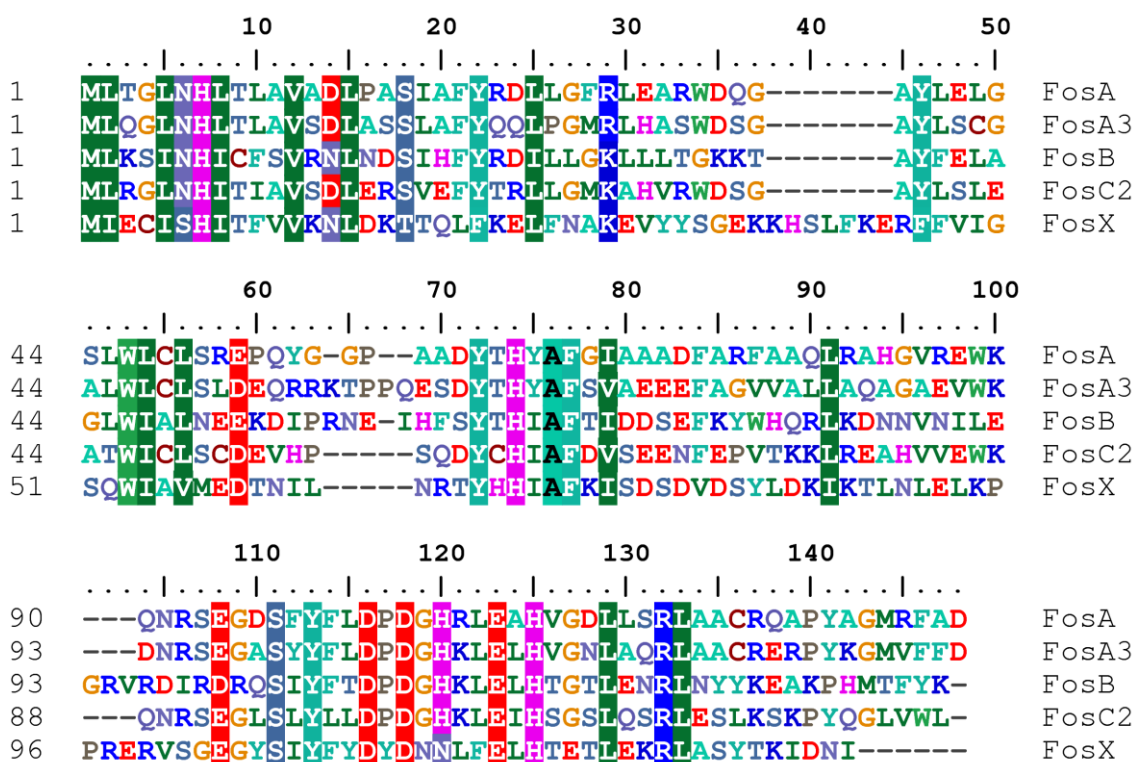 10 20 30 40 50
1 MLTGLNHLTLAVADLPASIAFYRDLLGFRLEARWDQG-------AYLELG FosA
1 MLQGLNHLTLAVSDLASSLAFYQQLPGMRLHASWDSG-------AYLSCG FosA3
1 MLKSINHICFSVRNLNDSIHFYRDILLGKLLLTGKKT-------AYFELA FosB
1 MLRGLNHITIAVSDLERSVEFYTRLLGMKAHVRWDSG-------AYLSLE FosC2
1 MIECISHITFVVKNLDKTTQLFKELFNAKEVYYSGEKKHSLFKERFFVIG FosX
60 70 80 90 100
44 SLWLCLSREPQYG-GP--AADYTHYAFGIAAADFARFAAQLRAHGVREWK FosA
44 ALWLCLSLDEQRRKTPPQESDYTHYAFSVAEEEFAGVVALLAQAGAEVWK FosA3
44 GLWIALNEEKDIPRNE-IHFSYTHIAFTIDDSEFKYWHQRLKDNNVNILE FosB
44 ATWICLSCDEVHP-----SQDYCHIAFDVSEENFEPVTKKLREAHVVEWK FosC2
51 SQWIAVMEDTNIL-----NRTYHHIAFKISDSDVDSYLDKIKTLNLELKP FosX
110 120 130 140
90 ---QNRSEGDSFYFLDPDGHRLEAHVGDLLSRLAACRQAPYAGMRFAD FosA
93 ---DNRSEGASYYFLDPDGHKLELHVGNLAQRLAACRERPYKGMVFFD FosA3
93 GRVRDIRDRQSIYFTDPDGHKLELHTGTLENRLNYYKEAKPHMTFYK- FosB
88 ---QNRSEGLSLYLLDPDGHKLEIHSGSLQSRLESLKSKPYQGLVWL- FosC2
96 PRERVSGEGYSIYFYDYDNNLFELHTETLEKRLASYTKIDNI------ FosX